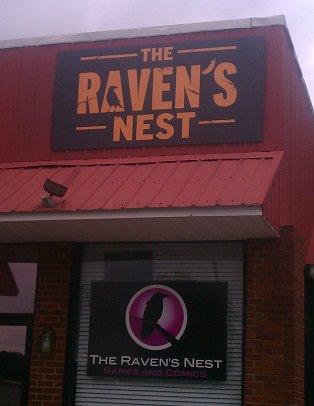 THE
RAVEN'S
NEST
THE RAVEN'S NEST
GAMES AND COMICS